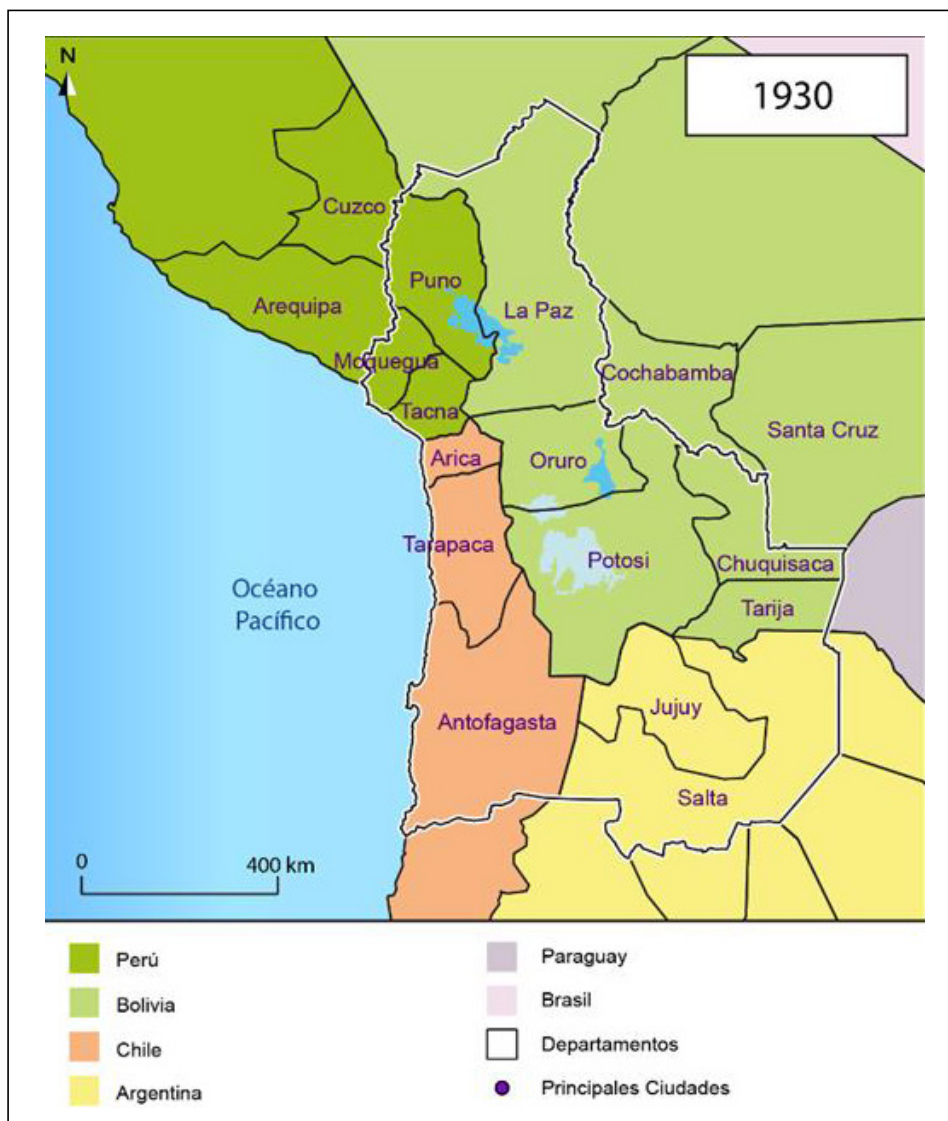 N
1930
Cuzco
Puno
Arequipa
La Paz
Moquegua
Cochabamba
Tacna
Santa Cruz
Arica
Oruro
Tarapaca
Potosi
Chuquisaca
Océano
Pacífico
Tarija
Jujuy
Antofagasta
Salta
0 400 km
Perú
Bolivia
Chile
Argentina
Paraguay
Brasil
Departamentos
Principales Ciudades